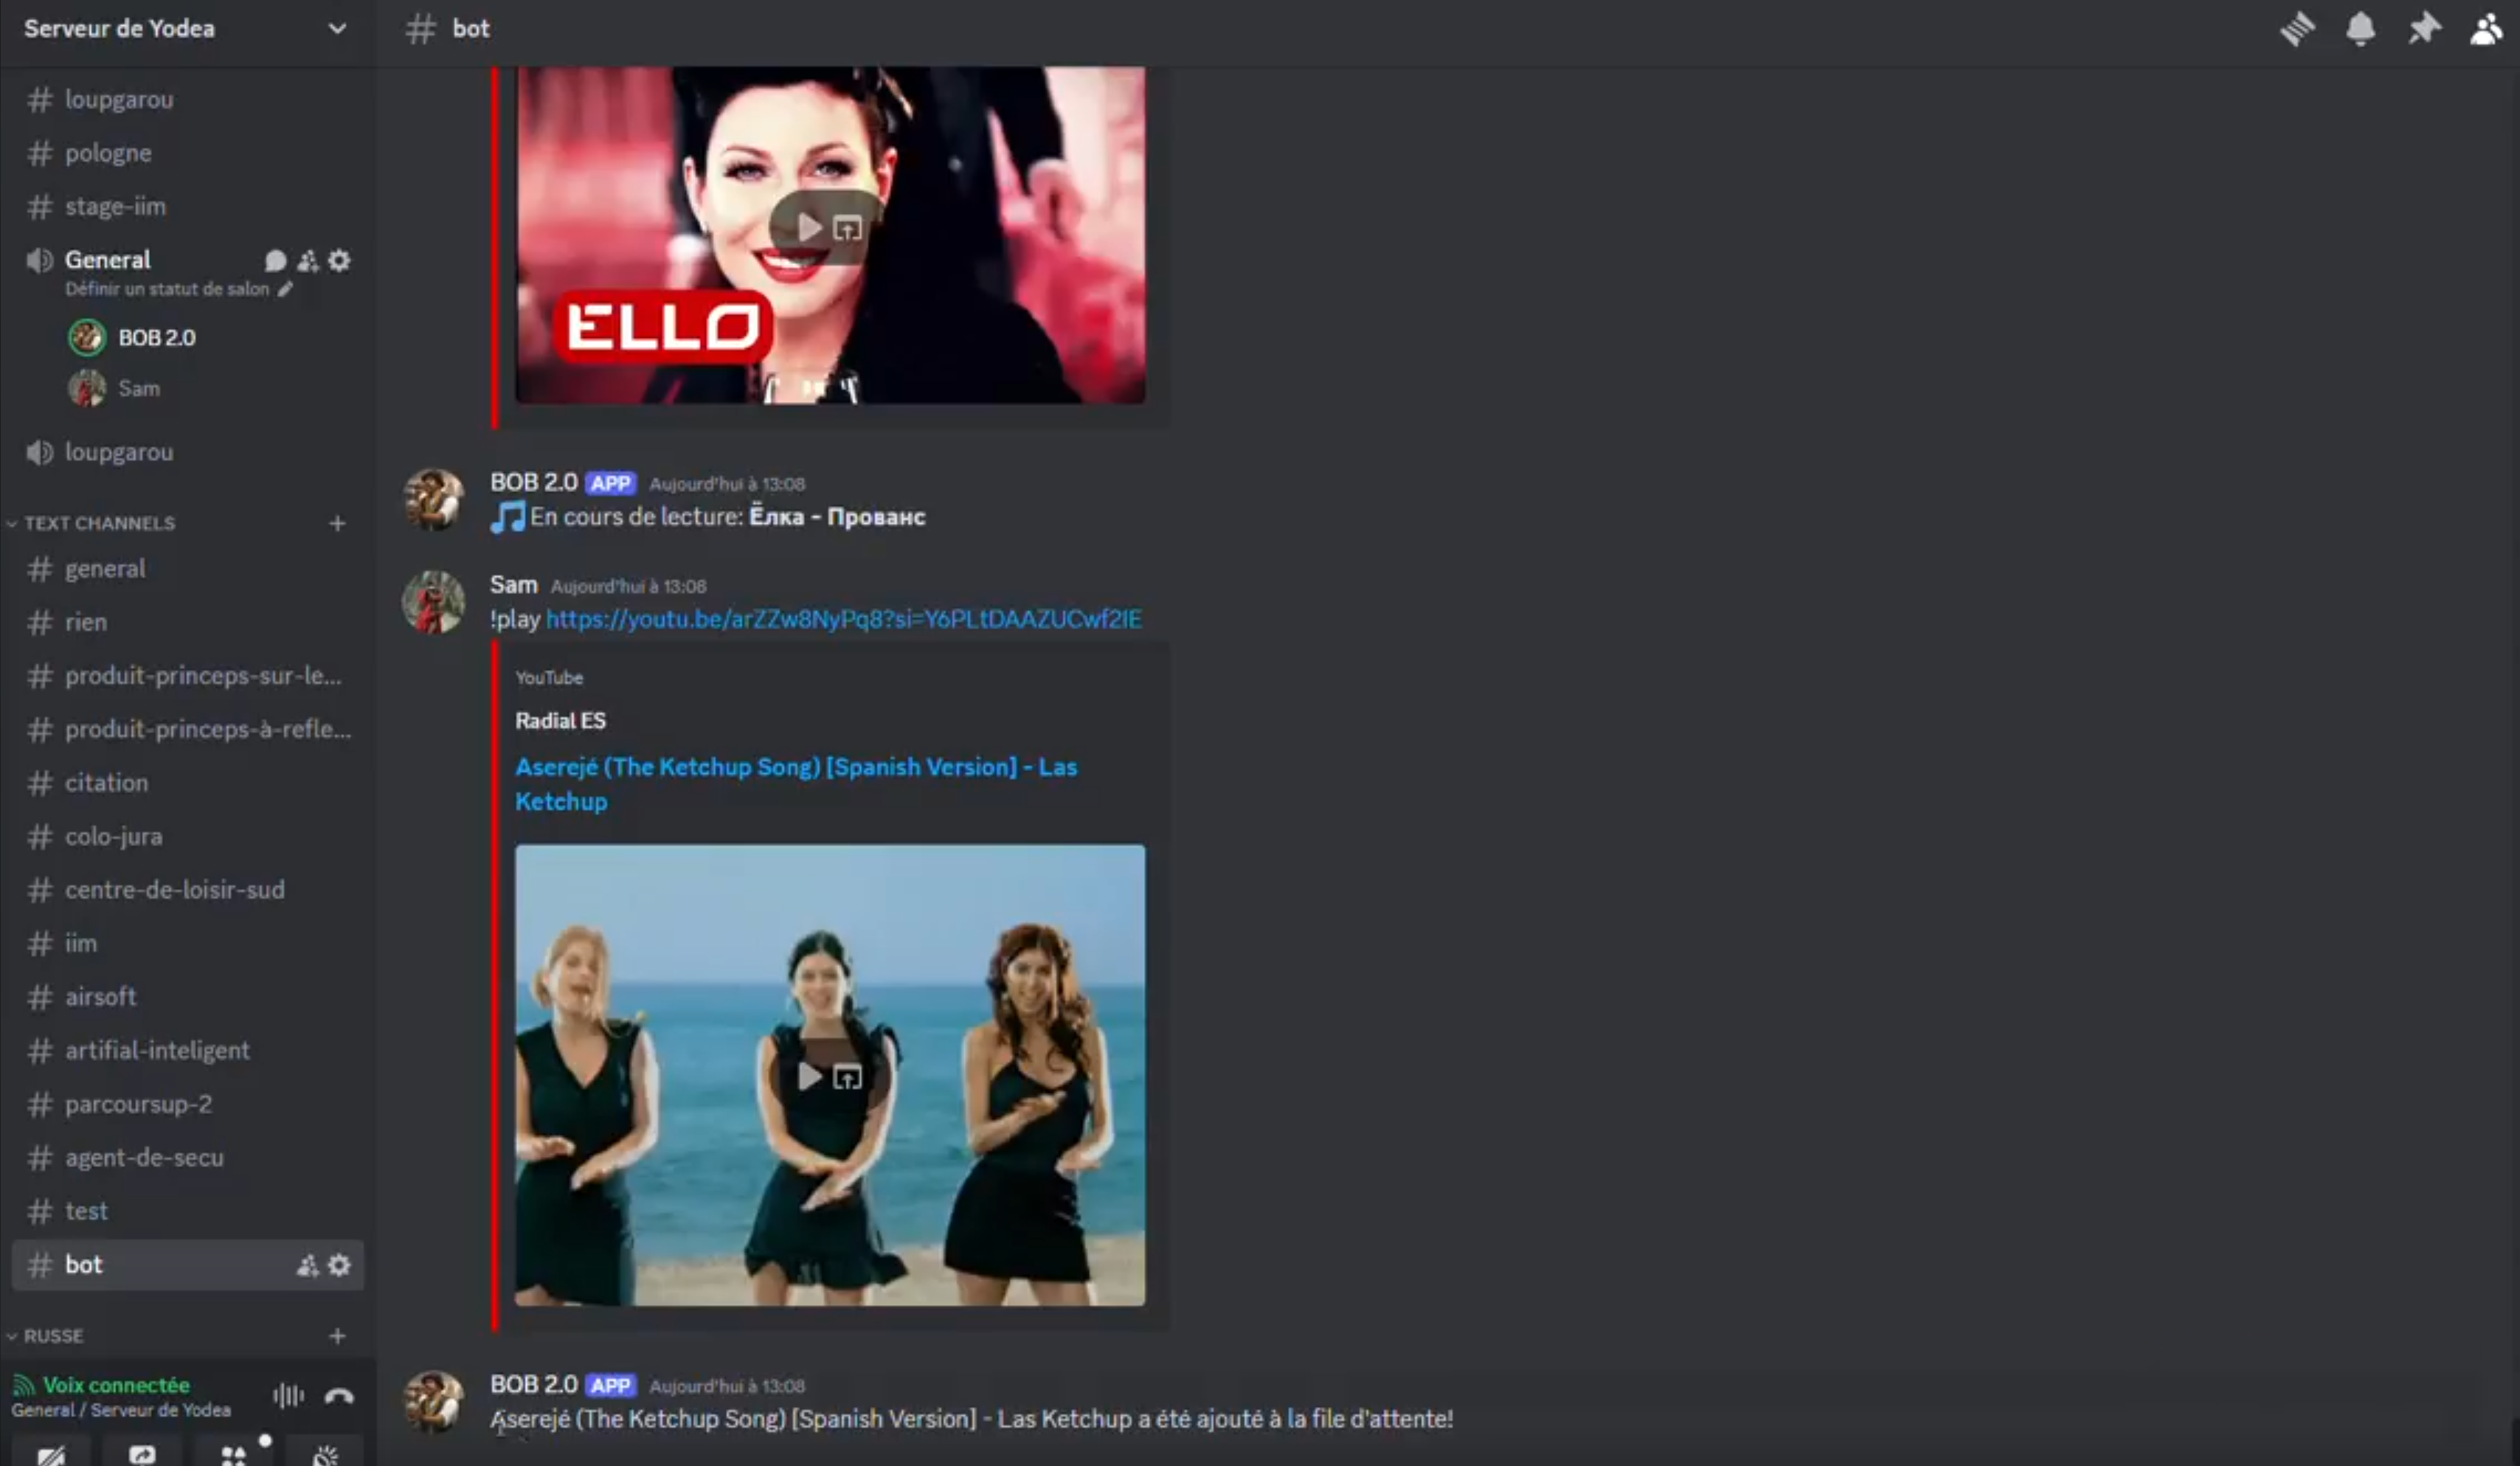 Serveur de Yodea
loupgarou
pologne
stage-iim
General
Définir un statut de salon
BOB 2.0
Sam
loupgarou
TEXT CHANNELS
general
rien
produit-princeps-sur-le...
produit-princeps-à-refle...
citation
colo-jura
centre-de-loisir-sud
iim
airsoft
artifial-inteligent
parcoursup-2
agent-de-secu
test
bot
RUSSE
Voix connectée
General / Serveur de Yodea
# bot
ELLO
BOB 2.0 APP Aujourd'hui à 13:08
En cours de lecture: Ёлка - Прованс
Sam Aujourd'hui à 13:08
!play https://youtu.be/arZZw8NyPq8?si=Y6PLtDAAZUCwf2IE
YouTube
Radial ES
Aserejé (The Ketchup Song) [Spanish Version] - Las
Ketchup
BOB 2.0 APP Aujourd'hui à 13:08
Aserejé (The Ketchup Song) [Spanish Version] - Las Ketchup a été ajouté à la file d'attente!